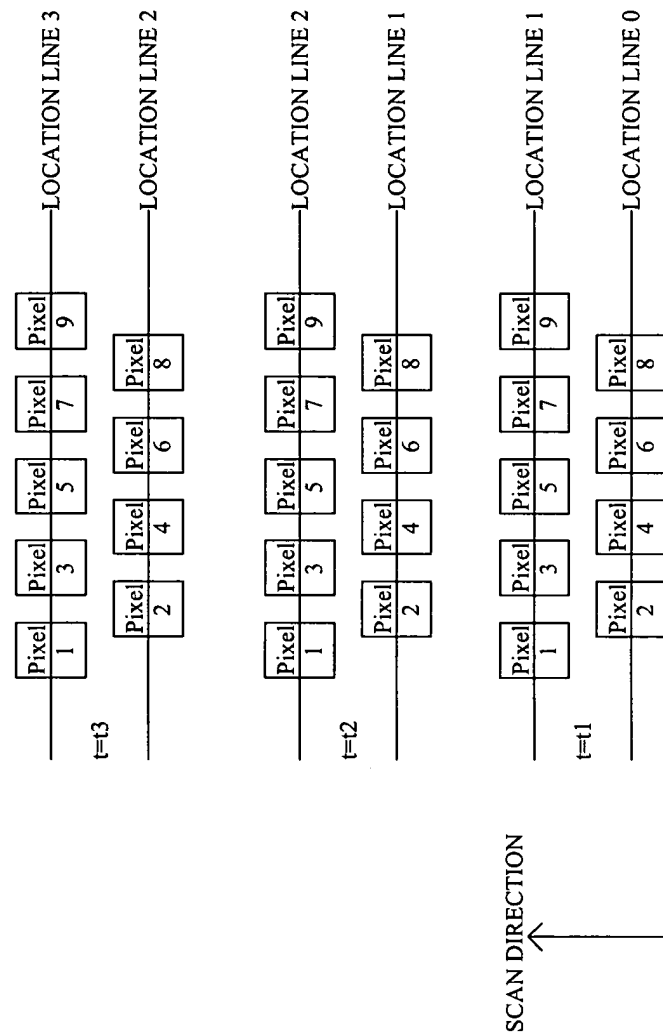 LOCATION LINE 3
Pixel 1
Pixel 3
Pixel 5
Pixel 7
Pixel 9
t=t3
LOCATION LINE 2
Pixel 2
Pixel 4
Pixel 6
Pixel 8
LOCATION LINE 2
Pixel 1
Pixel 3
Pixel 5
Pixel 7
Pixel 9
t=t2
LOCATION LINE 1
Pixel 2
Pixel 4
Pixel 6
Pixel 8
SCAN DIRECTION
LOCATION LINE 1
Pixel 1
Pixel 3
Pixel 5
Pixel 7
Pixel 9
t=t1
LOCATION LINE 0
Pixel 2
Pixel 4
Pixel 6
Pixel 8